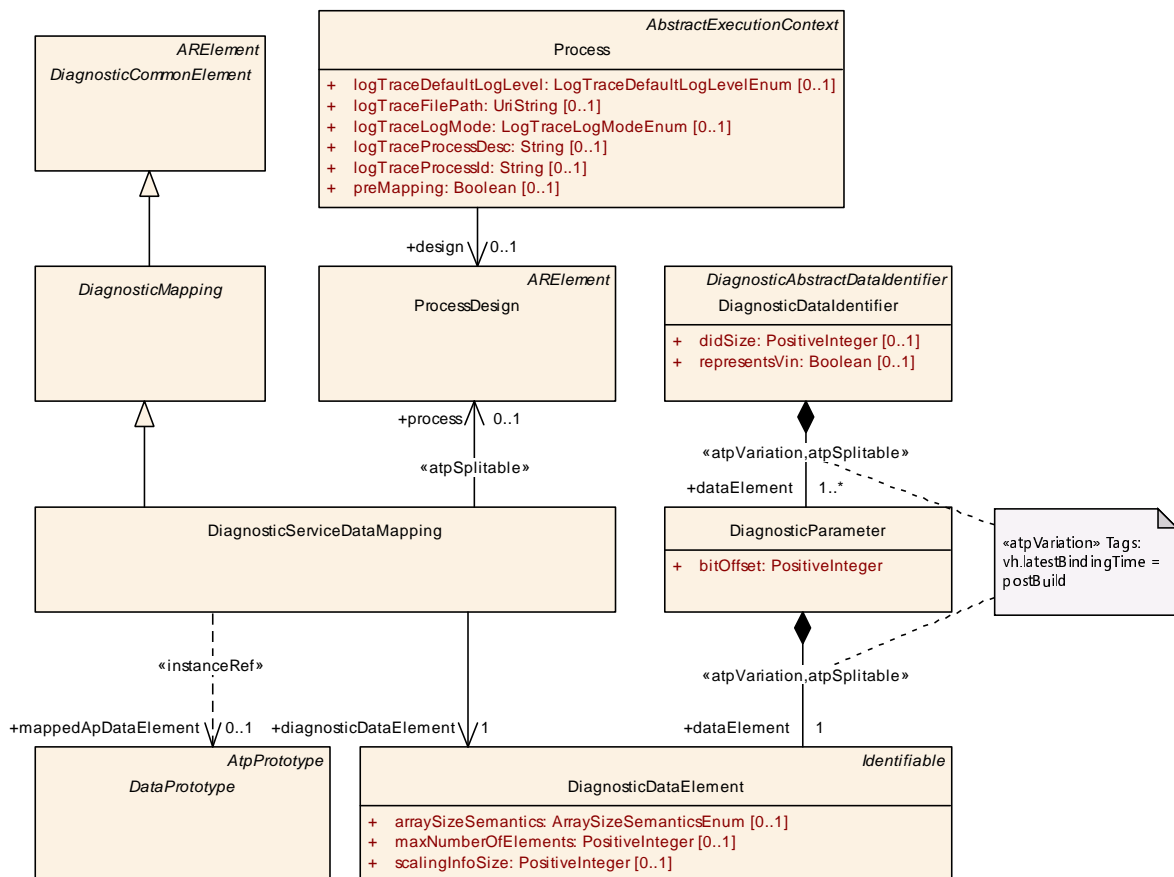 AbstractExecutionContext
Process
+ logTraceDefaultLogLevel: LogTraceDefaultLogLevelEnum [0..1]
+ logTraceFilePath: UriString [0..1]
+ logTraceLogMode: LogTraceLogModeEnum [0..1]
+ logTraceProcessDesc: String [0..1]
+ logTraceProcessId: String [0..1]
+ preMapping: Boolean [0..1]
ARElement
DiagnosticCommonElement
+design 0..1
DiagnosticMapping
ARElement
ProcessDesign
DiagnosticAbstractDataIdentifier
DiagnosticDataIdentifier
+ didSize: PositiveInteger [0..1]
+ representsVin: Boolean [0..1]
+process 0..1
«atpSplitable»
«atpVariation,atpSplitable»
+dataElement 1..*
DiagnosticServiceDataMapping
DiagnosticParameter
+ bitOffset: PositiveInteger
«atpVariation» Tags:
vh.latestBindingTime =
postBuild
«instanceRef»
«atpVariation,atpSplitable»
+mappedApDataElement 0..1
+diagnosticDataElement 1
+dataElement 1
AtpPrototype
DataPrototype
Identifiable
DiagnosticDataElement
+ arraySizeSemantics: ArraySizeSemanticsEnum [0..1]
+ maxNumberOfElements: PositiveInteger [0..1]
+ scalingInfoSize: PositiveInteger [0..1]